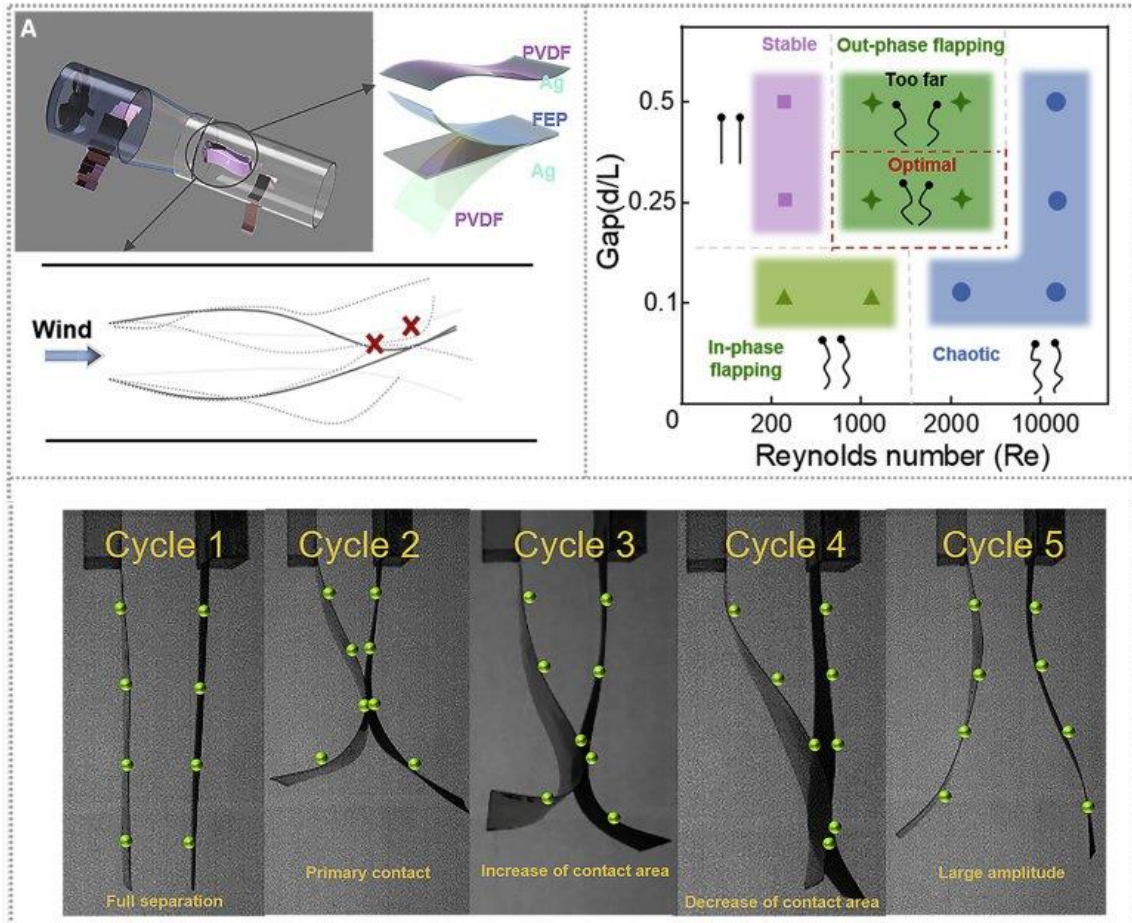 A
PVDF
Ag
FEP
Ag
PVDF
Wind
Stable
Out-phase flapping
Too far
Optimal
In-phase
flapping
Chaotic
Gap(d/L)
0.5
0.25
0.1
0
200
1000
2000
10000
Reynolds number (Re)
Cycle 1
Cycle 2
Cycle 3
Cycle 4
Cycle 5
Full separation
Primary contact
Increase of contact area
Decrease of contact area
Large amplitude